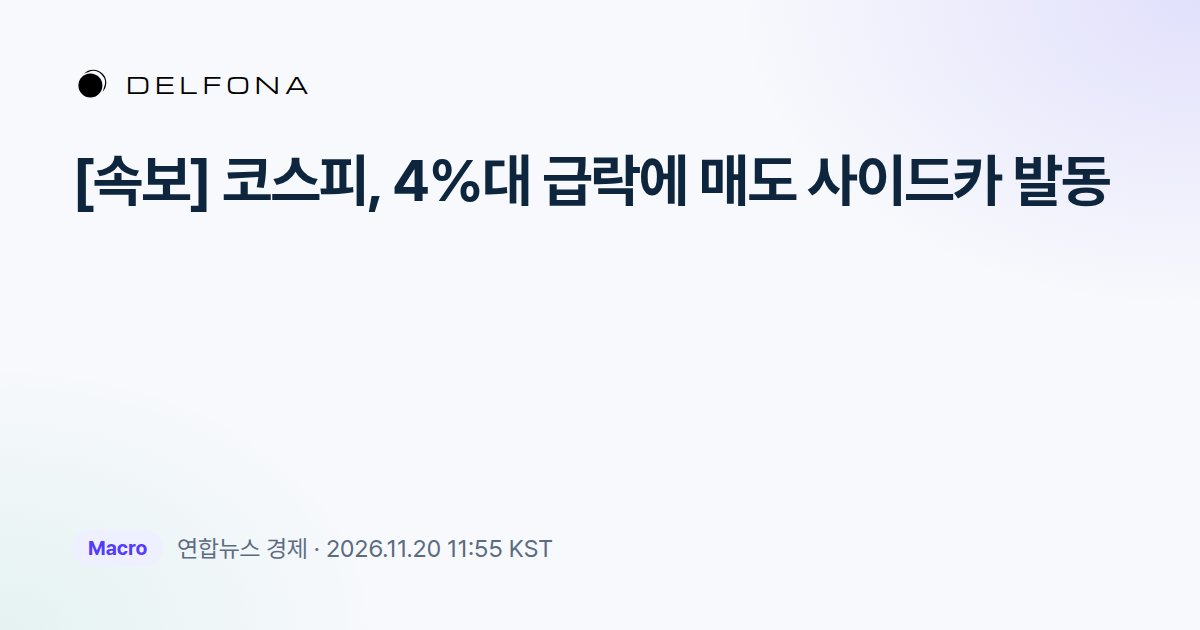 DELFONA
[속보] 코스피, 4%대 급락에 매도 사이드카 발동
Macro 연합뉴스 경제 · 2026.11.20 11:55 KST